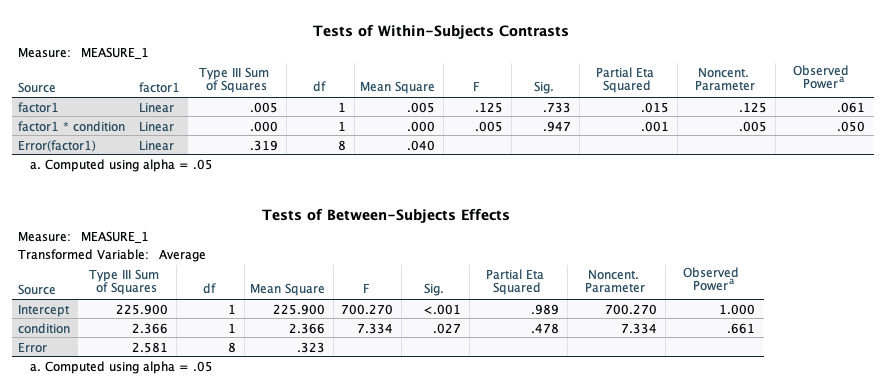 Tests of Within-Subjects Contrasts
Measure: MEASURE_1
Source factor1 Type III Sum of Squares df Mean Square F Sig. Partial Eta Squared Noncent. Parameter Observed Power^a
factor1 Linear .005 1 .005 .125 .733 .015 .125 .061
factor1 * condition Linear .000 1 .000 .005 .947 .001 .005 .050
Error(factor1) Linear .319 8 .040
a. Computed using alpha = .05
Tests of Between-Subjects Effects
Measure: MEASURE_1
Transformed Variable: Average
Source Type III Sum of Squares df Mean Square F Sig. Partial Eta Squared Noncent. Parameter Observed Power^a
Intercept 225.900 1 225.900 700.270 <.001 .989 700.270 1.000
condition 2.366 1 2.366 7.334 .027 .478 7.334 .661
Error 2.581 8 .323
a. Computed using alpha = .05